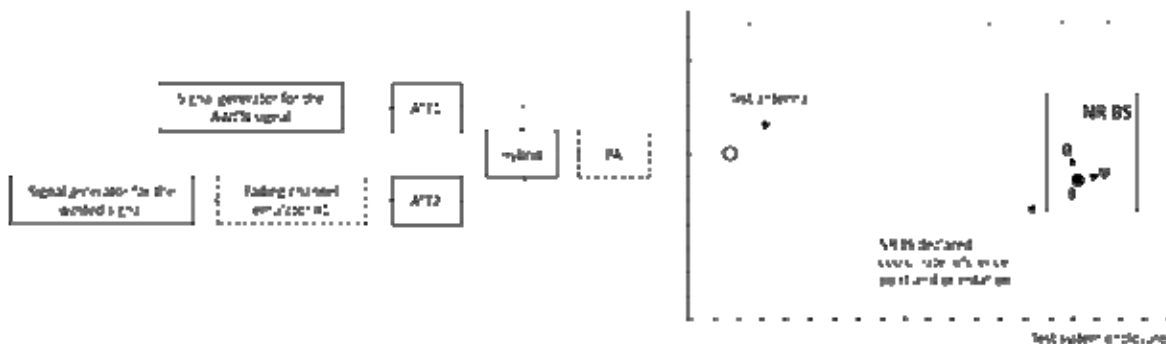 Signal generator for the
AWGN signal
ATT1
Test antenna
NR BS
Hybrid
PA
Signal generator for the
wanted signal
Fading channel
emulator
ATT2
NR BS declared
coordinate reference
point and orientation
Test system enclosure